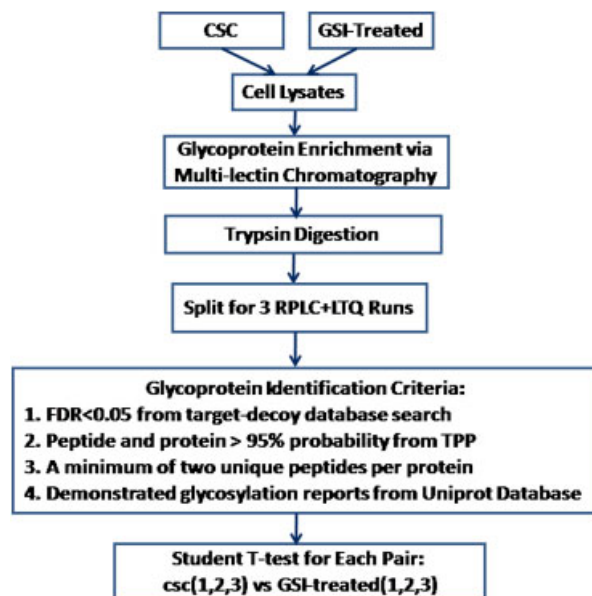 CSC
GSI-Treated
Cell Lysates
Glycoprotein Enrichment via
Multi-lectin Chromatography
Trypsin Digestion
Split for 3 RPLC+LTQ Runs
Glycoprotein Identification Criteria:
1. FDR<0.05 from target-decoy database search
2. Peptide and protein > 95% probability from TPP
3. A minimum of two unique peptides per protein
4. Demonstrated glycosylation reports from Uniprot Database
Student T-test for Each Pair:
csc(1,2,3) vs GSI-treated(1,2,3)